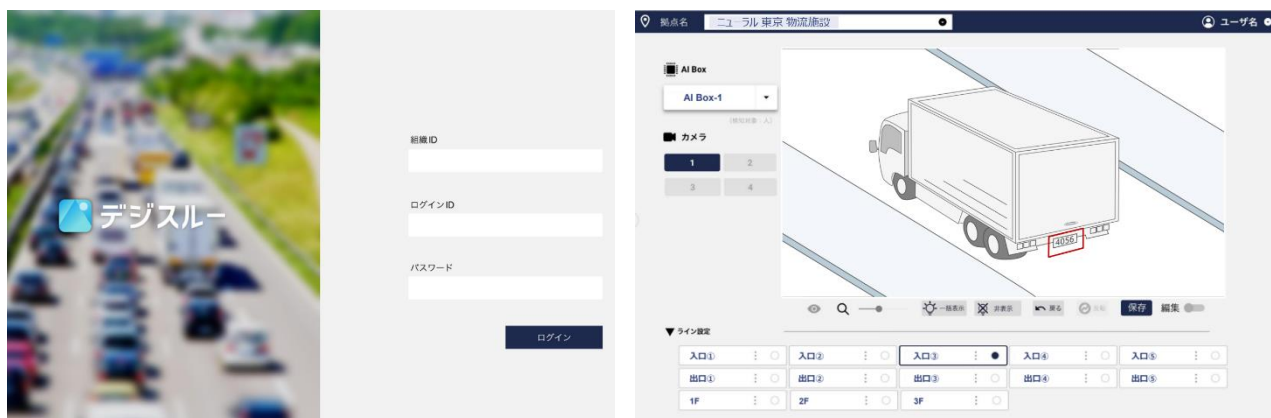 組織ID
ログインID
デジスルー
パスワード
ログイン
拠点名 ニューラル 東京 物流施設 ユーザ名
AI Box
AI Box-1
カメラ
1 2
3 4
4056
一括表示 非表示 戻る 保存 編集
ライン設定
入口① 入口② 入口③ 入口④ 入口⑤
出口① 出口② 出口③ 出口④ 出口⑤
1F 2F 3F